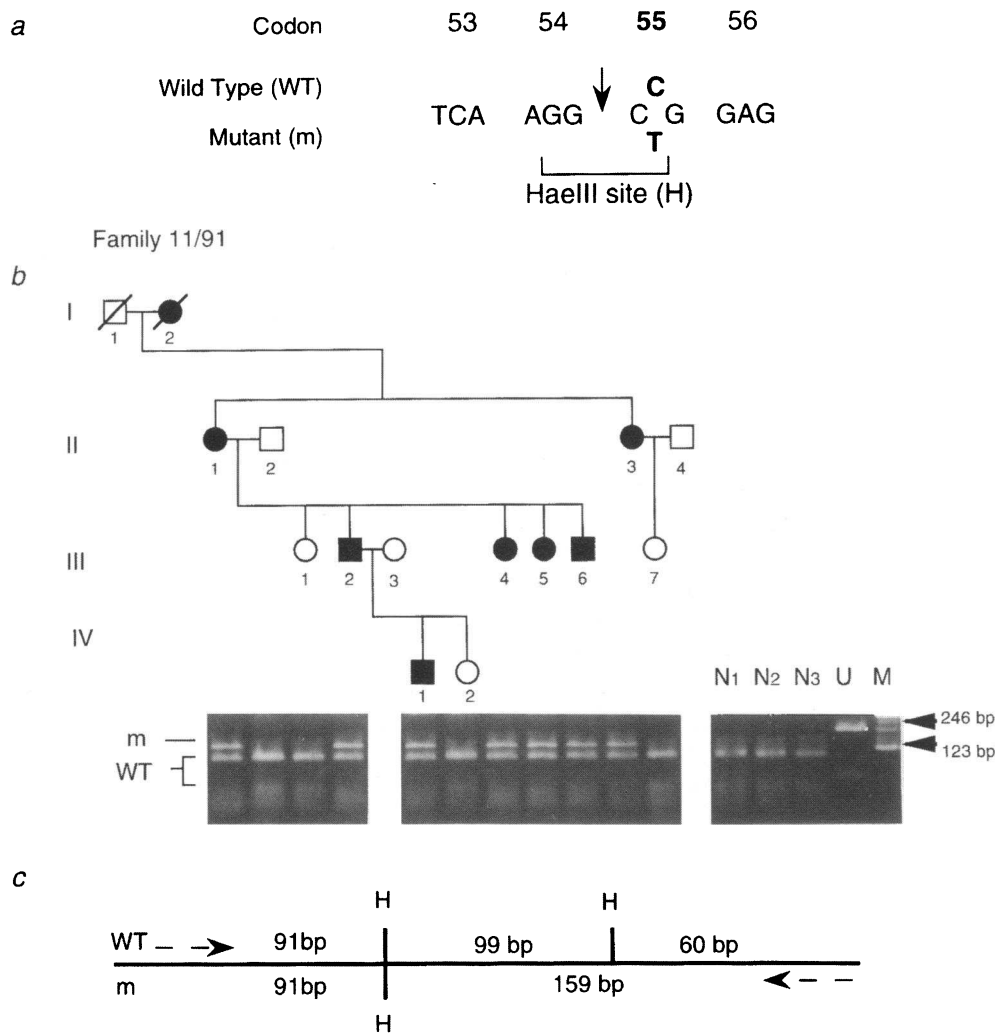 a
Codon 53 54 55 56
Wild Type (WT) C
TCA AGG C G GAG
Mutant (m) T
HaeIII site (H)
Family 11/91
b
I
1 2
II
1 2 3 4
III
1 2 3 4 5 6 7
IV
1 2
N1 N2 N3 U M
m
246 bp
WT
123 bp
c
H H
WT 91bp 99 bp 60 bp
m 91bp 159 bp
H